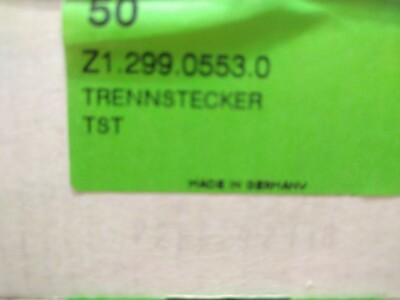 50
Z1.299.0553.0
TRENNSTECKER
TST
MADE IN GERMANY